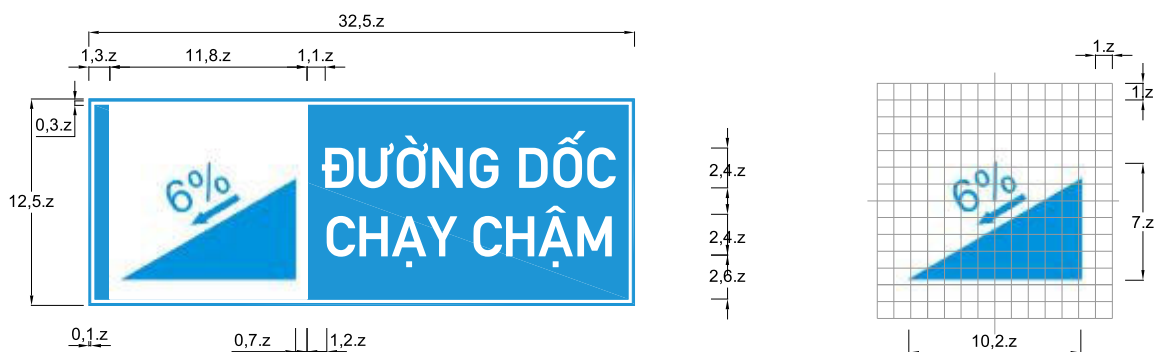 32,5.z
1,3.z
11,8.z
1,1.z
0,3.z
12,5.z
6%
ĐƯỜNG DỐC
CHẠY CHẬM
0,1.z
0,7.z
1,2.z
2,4.z
2,4.z
2,6.z
1.z
1.z
6%
7.z
10,2.z